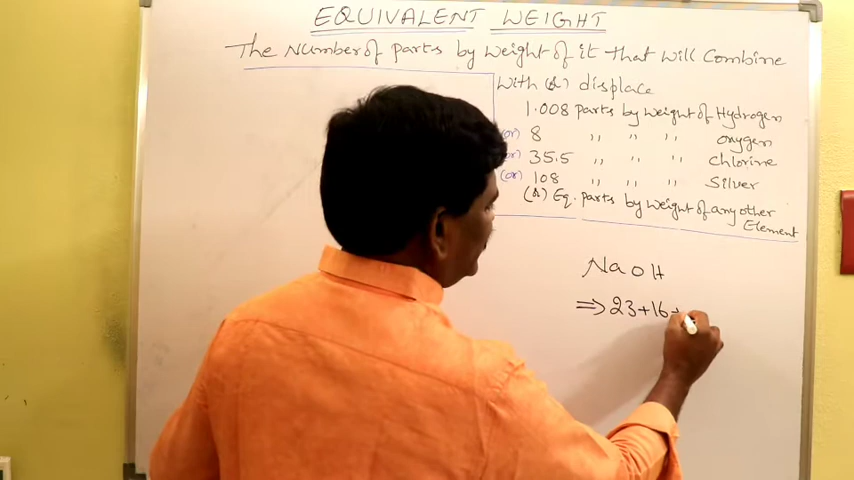 EQUIVALENT WEIGHT
The Number of parts by weight of it that will Combine
With (or) displace
1.008 parts by weight of Hydrogen
(or) 8 ,, ,, ,, oxygen
(or) 35.5 ,, ,, ,, chlorine
(or) 108 ,, ,, ,, Silver
(or) Eq. parts by weight of any other
Element
NaOH
⇒ 23+16+